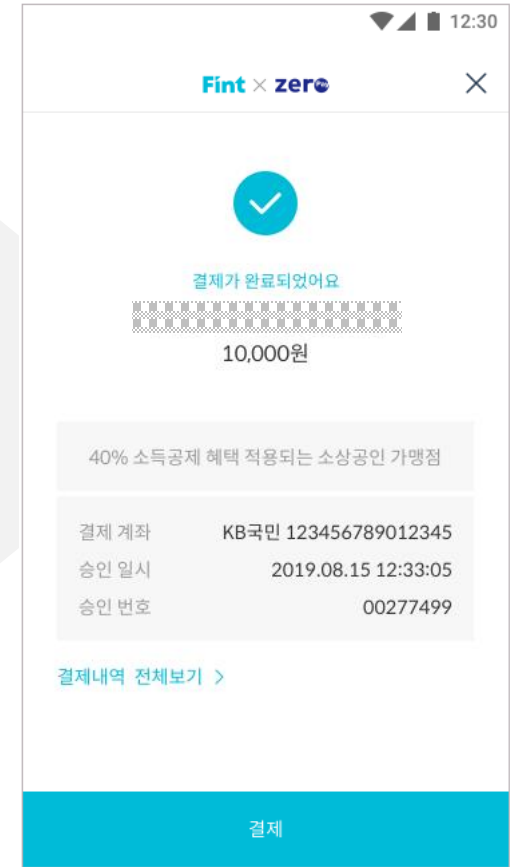 12:30
Fint × zero Pay
결제가 완료되었어요
10,000원
40% 소득공제 혜택 적용되는 소상공인 가맹점
결제 계좌 KB국민 123456789012345
승인 일시 2019.08.15 12:33:05
승인 번호 00277499
결제내역 전체보기 >
결제